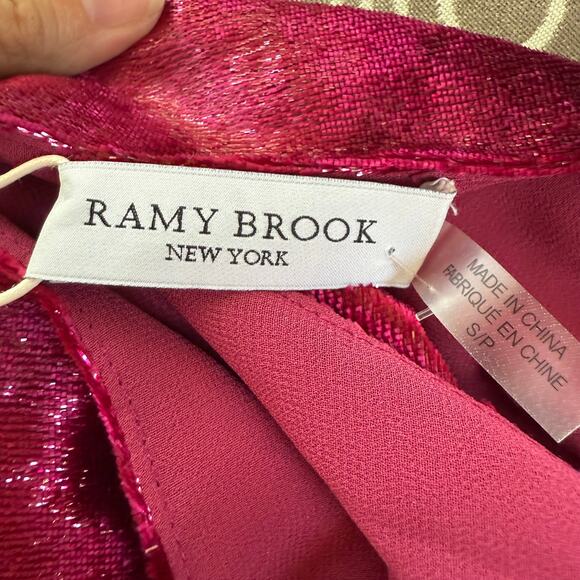 RAMY BROOK
NEW YORK
MADE IN CHINA
FABRIQUÉ EN CHINE
S/P